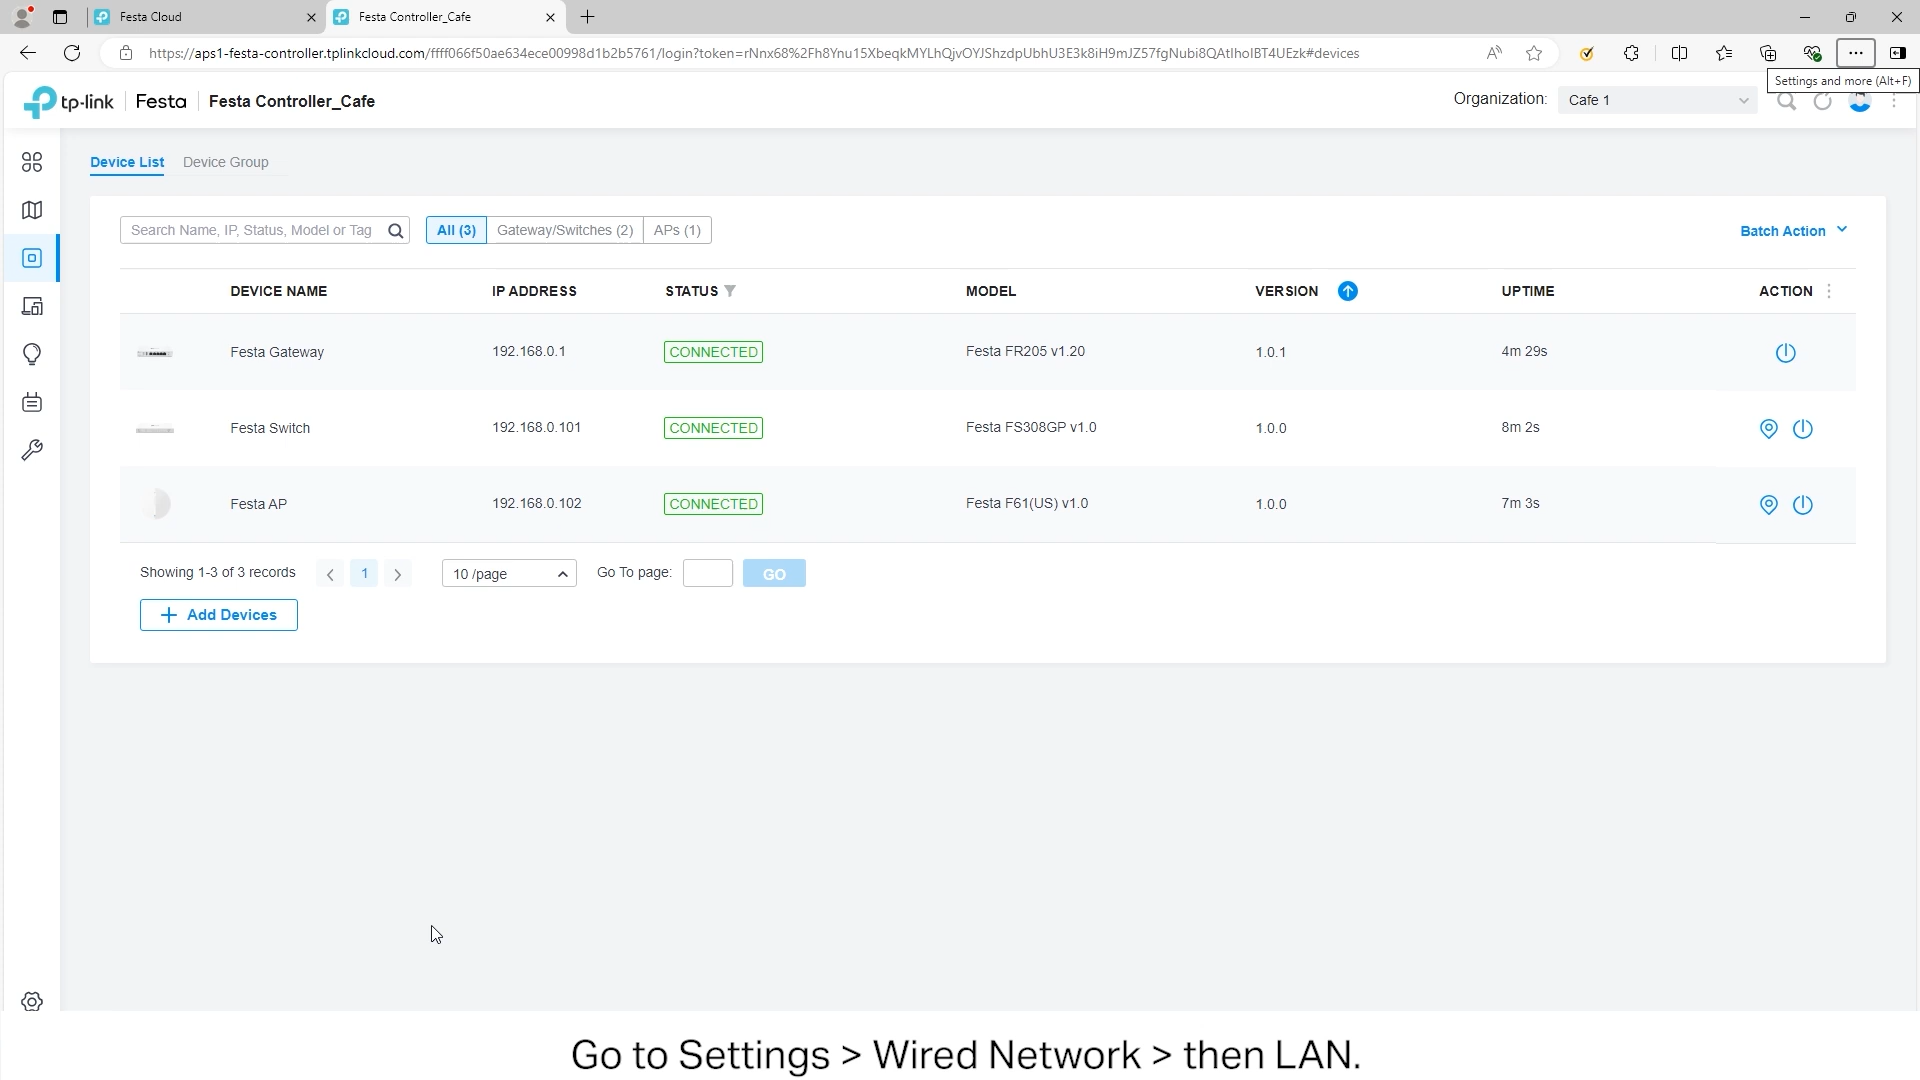 Festa Cloud
Festa Controller_Cafe
https://aps1-festa-controller.tplinkcloud.com/ffff066f50ae634ece00998d1b2b5761/login?token=rNnx68%2Fh8Ynu15XbeqkMYLhQjvOYJShzdpUbhU3E3k8iH9mJZ57fgNubi8QAtIhoIBT4UEzk#devices
Settings and more (Alt+F)
tp-link Festa Festa Controller_Cafe
Organization: Cafe 1
Device List Device Group
Search Name, IP, Status, Model or Tag All (3) Gateway/Switches (2) APs (1) Batch Action
DEVICE NAME IP ADDRESS STATUS MODEL VERSION UPTIME ACTION
Festa Gateway 192.168.0.1 CONNECTED Festa FR205 v1.20 1.0.1 4m 29s
Festa Switch 192.168.0.101 CONNECTED Festa FS308GP v1.0 1.0.0 8m 2s
Festa AP 192.168.0.102 CONNECTED Festa F61(US) v1.0 1.0.0 7m 3s
Showing 1-3 of 3 records 1 10 /page Go To page: GO
+ Add Devices
Go to Settings > Wired Network > then LAN.